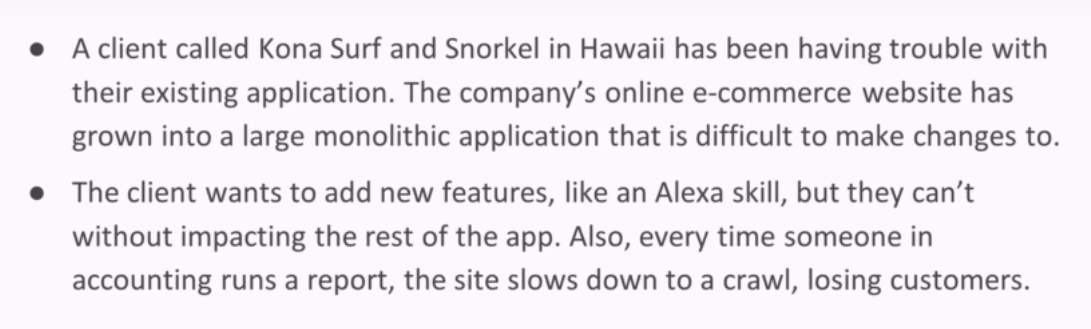 ● A client called Kona Surf and Snorkel in Hawaii has been having trouble with
their existing application. The company’s online e-commerce website has
grown into a large monolithic application that is difficult to make changes to.
● The client wants to add new features, like an Alexa skill, but they can’t
without impacting the rest of the app. Also, every time someone in
accounting runs a report, the site slows down to a crawl, losing customers.